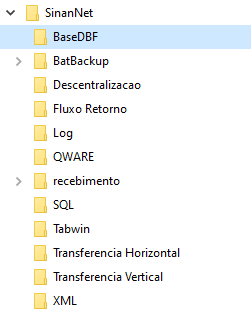 SinanNet
BaseDBF
BatBackup
Descentralizacao
Fluxo Retorno
Log
QWARE
recebimento
SQL
Tabwin
Transferencia Horizontal
Transferencia Vertical
XML